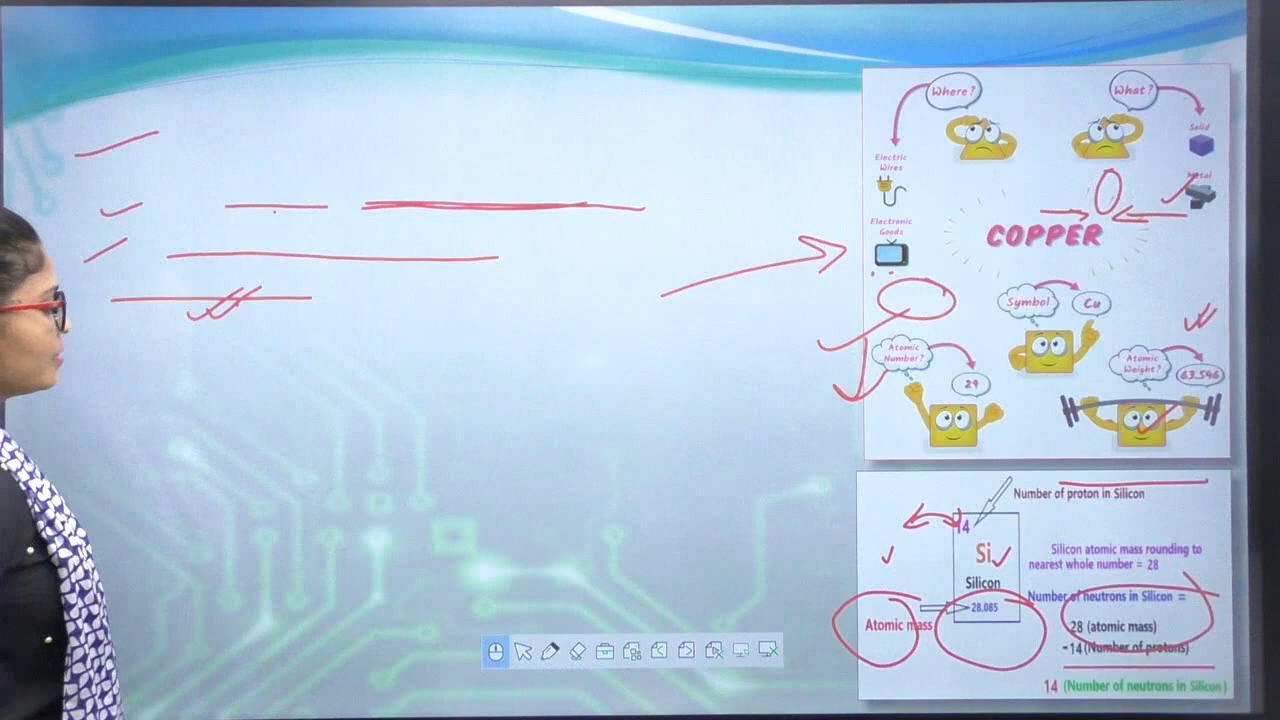 Where?
What?
Solid
Electric
Wires
Metal
Electronic
Goods
COPPER
Symbol
Cu
Atomic
Number?
29
Atomic
Weight?
63.546
Number of proton in Silicon
14
Si
Silicon
28.085
Atomic mass
Silicon atomic mass rounding to
nearest whole number = 28
Number of neutrons in Silicon =
28 (atomic mass)
-14 (Number of protons)
14 (Number of neutrons in Silicon)